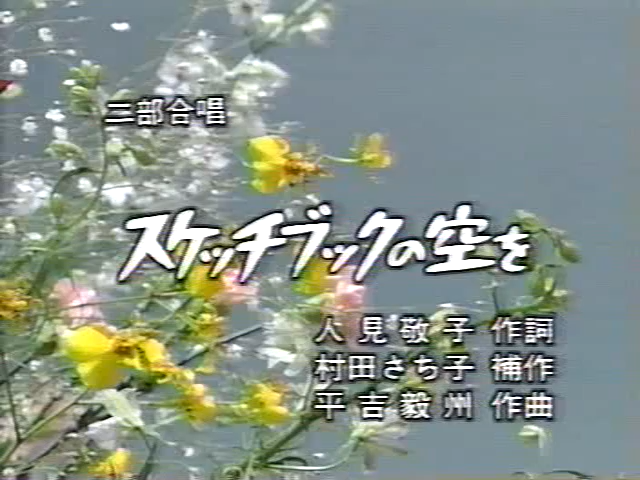 三部合唱
スケッチブックの空を
人見敬子 作詞
村田さち子 補作
平吉毅州 作曲